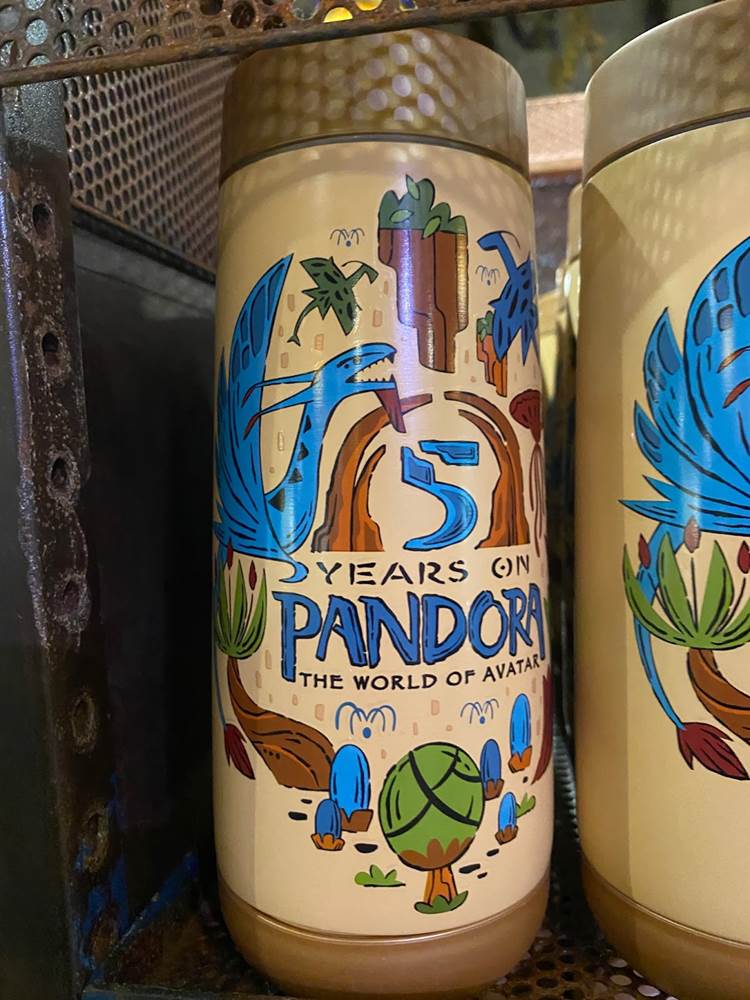 5
YEARS ON
PANDORA
THE WORLD OF AVATAR